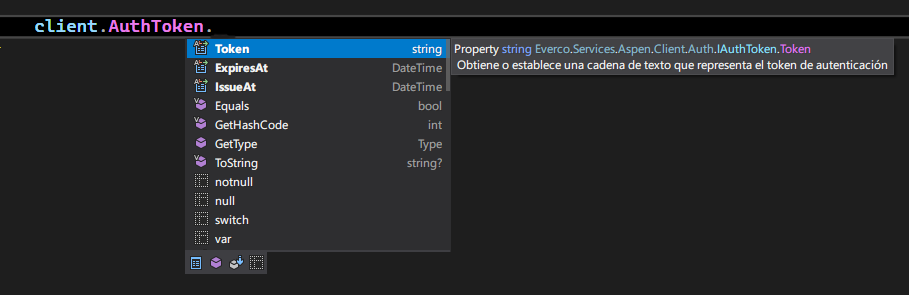 client.AuthToken.
Token string
Property string Everco.Services.Aspen.Client.Auth.IAuthToken.Token
Obtiene o establece una cadena de texto que representa el token de autenticación
ExpiresAt DateTime
IssueAt DateTime
Equals bool
GetHashCode int
GetType Type
ToString string?
notnull
null
switch
var